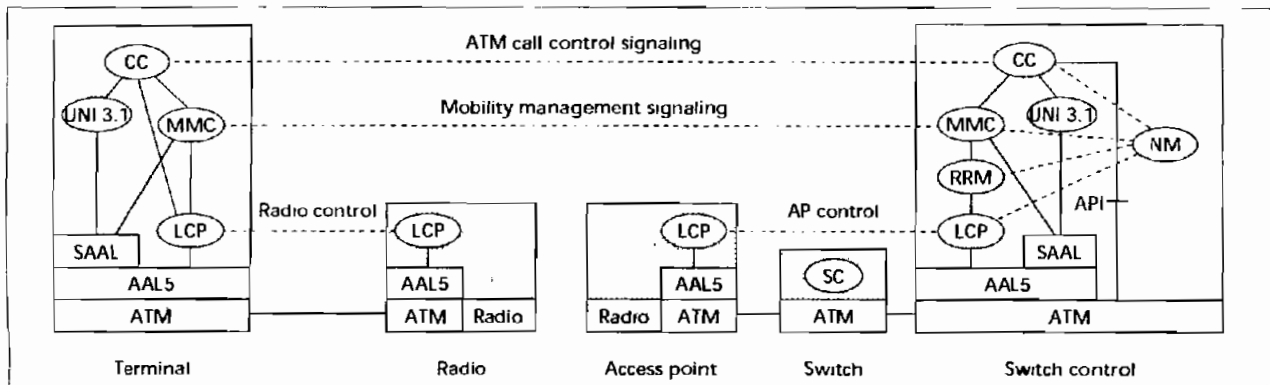 ATM call control signaling
CC
CC
UNI 3.1
MMC
Mobility management signaling
MMC
UNI 3.1
NM
RRM
Radio control
AP control
API
LCP
LCP
LCP
LCP
SAAL
SAAL
SC
AAL5
AAL5
AAL5
AAL5
ATM
ATM
Radio
Radio
ATM
ATM
ATM
Terminal
Radio
Access point
Switch
Switch control